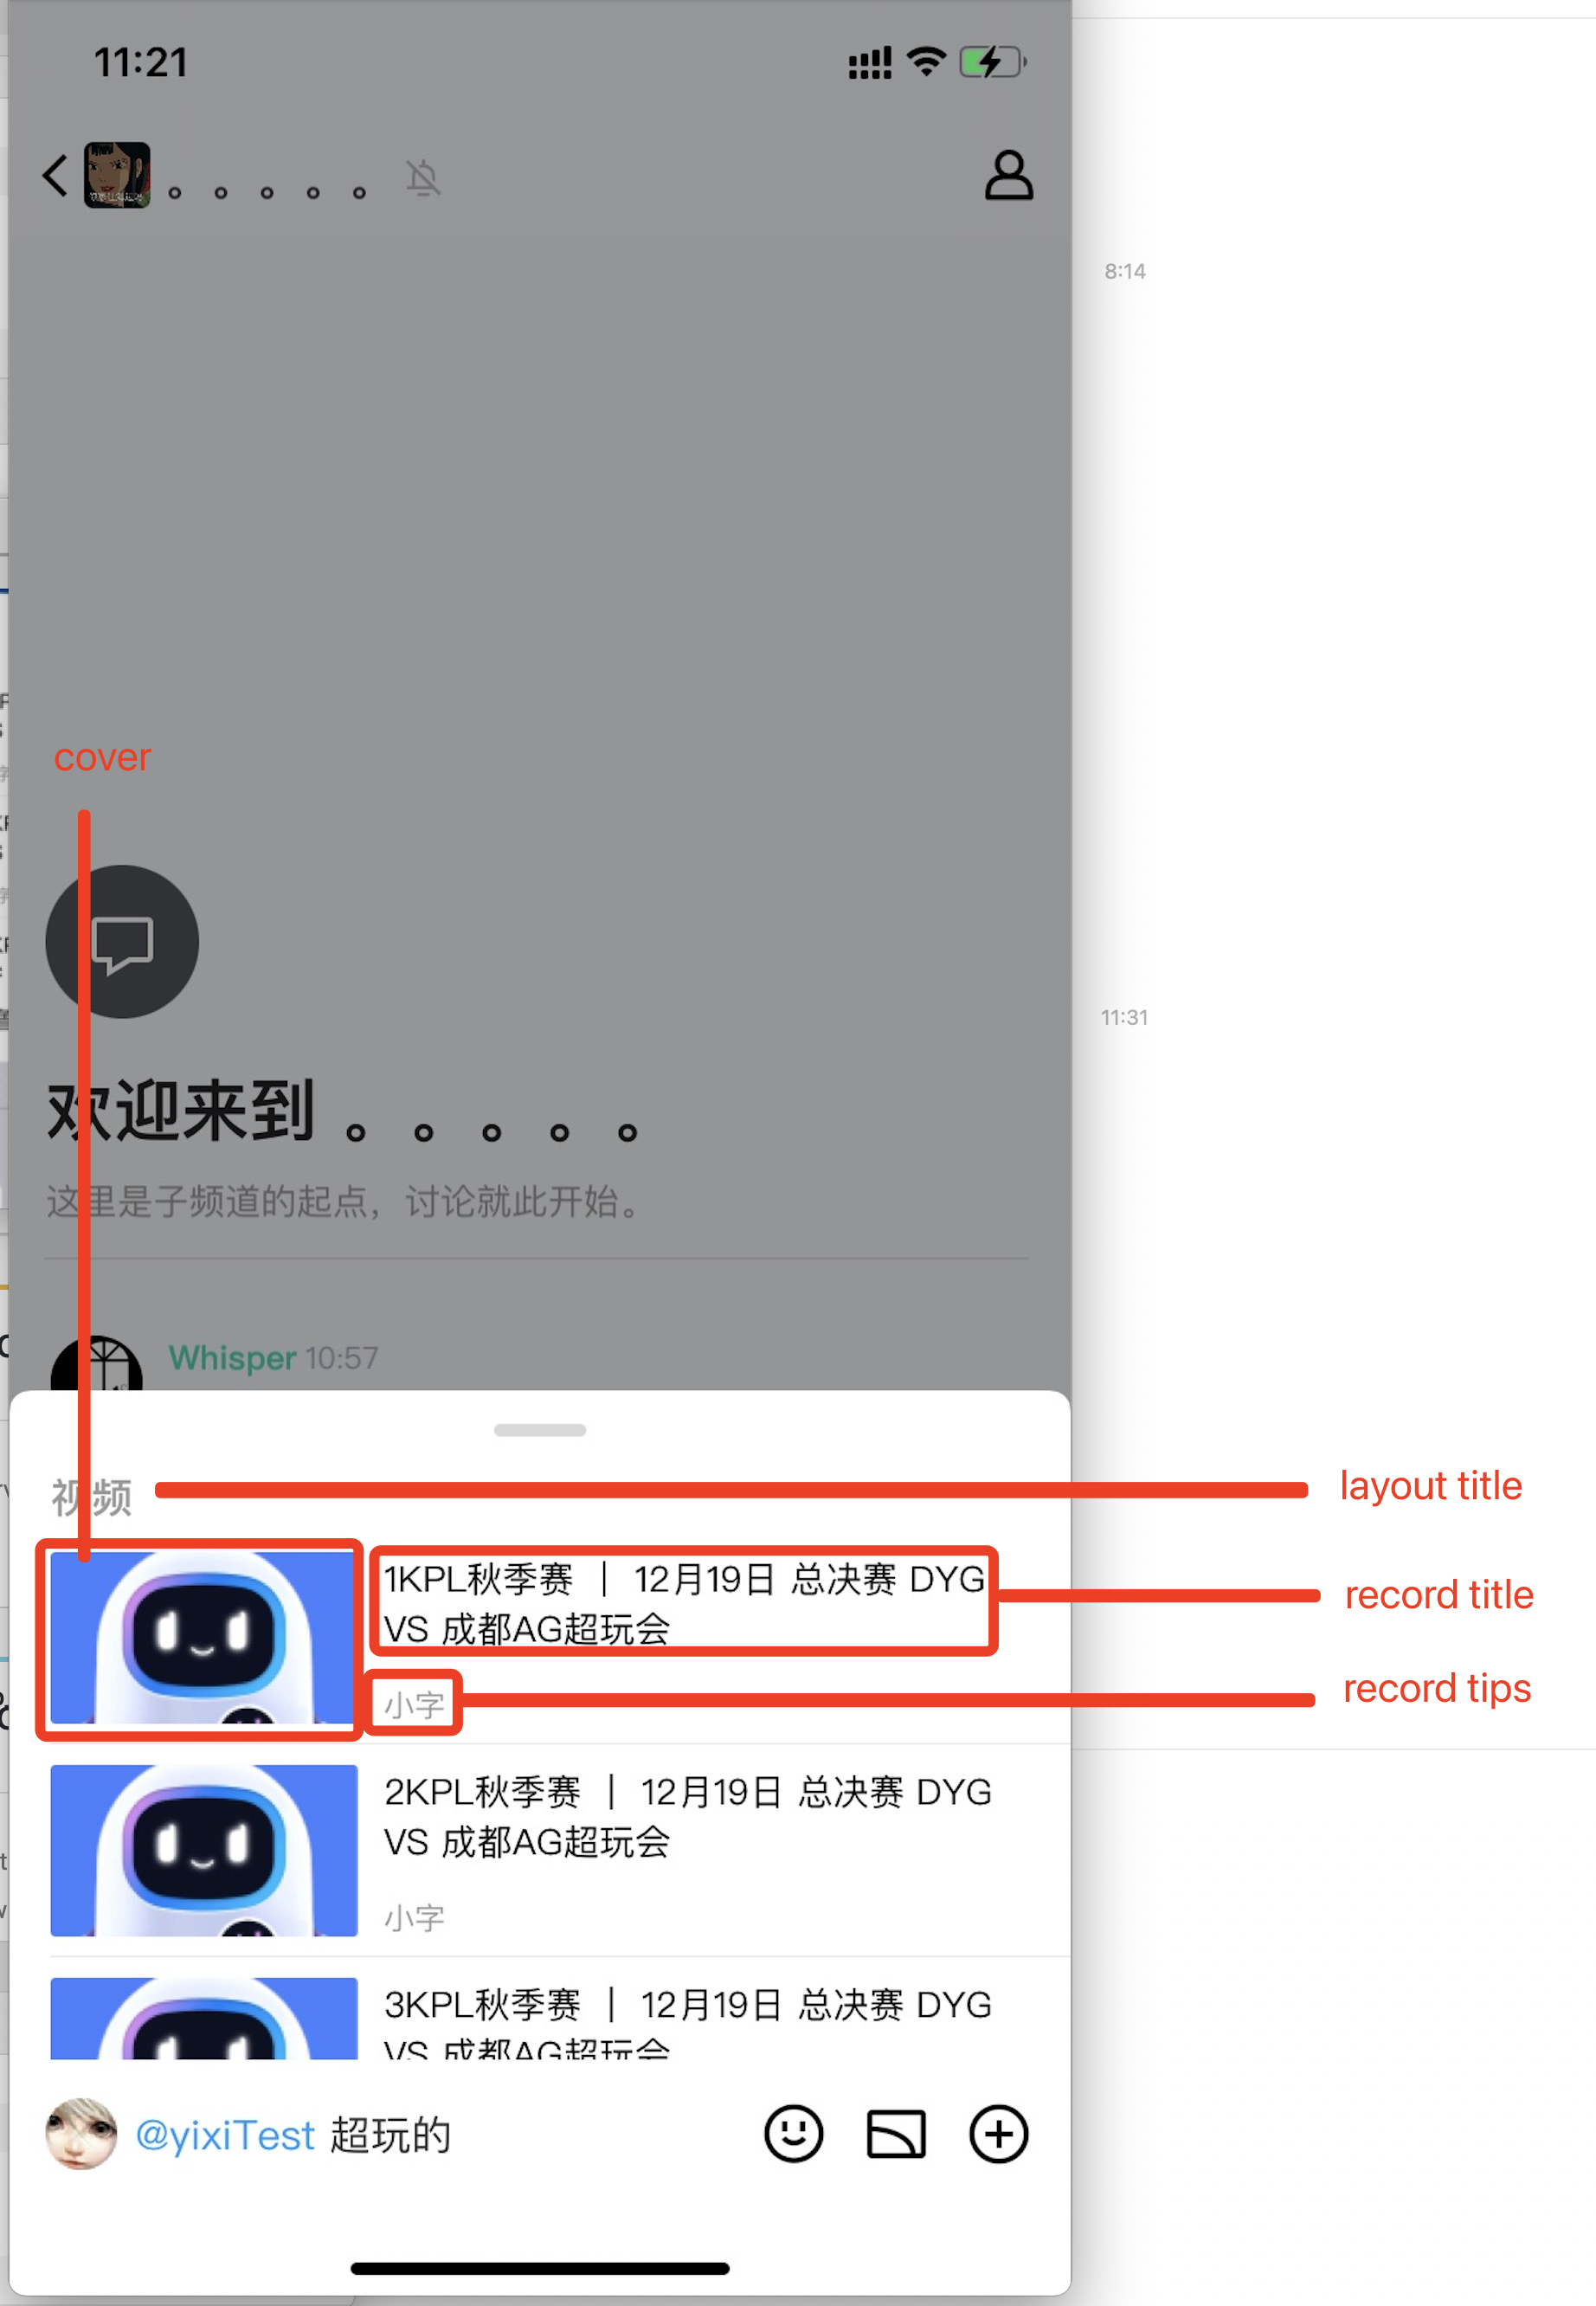 11:21
。。。。。
8:14
cover
11:31
欢迎来到 。。。。。
这里是子频道的起点，讨论就此开始。
Whisper 10:57
视频
layout title
1KPL秋季赛 ｜ 12月19日 总决赛 DYG
VS 成都AG超玩会
record title
小字
record tips
2KPL秋季赛 ｜ 12月19日 总决赛 DYG
VS 成都AG超玩会
小字
3KPL秋季赛 ｜ 12月19日 总决赛 DYG
VS 成都AG超玩会
@yixiTest 超玩的